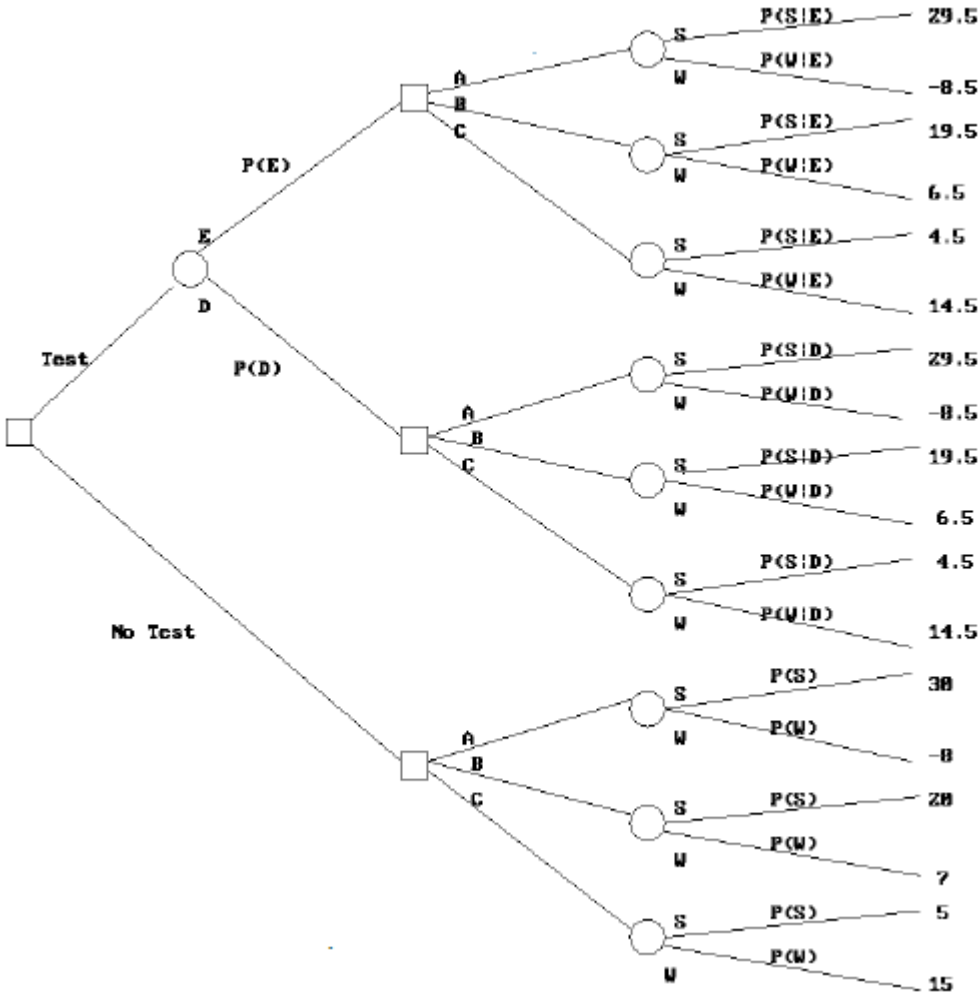 P(S|E) 29.5
S
A P(W|E)
W -8.5
B
P(S|E) 19.5
C S
P(E) W P(W|E)
6.5
E P(S|E) 4.5
S
W P(W|E)
D 14.5
P(S|D) 29.5
Test S
P(D) P(W|D)
W -8.5
A
B P(S|D) 19.5
C S
P(W|D)
W 6.5
P(S|D) 4.5
S
P(W|D)
No Test W 14.5
P(S) 30
S
A P(W)
W -8
B
C P(S) 20
S
P(W)
W 7
P(S) 5
S
P(W)
W 15